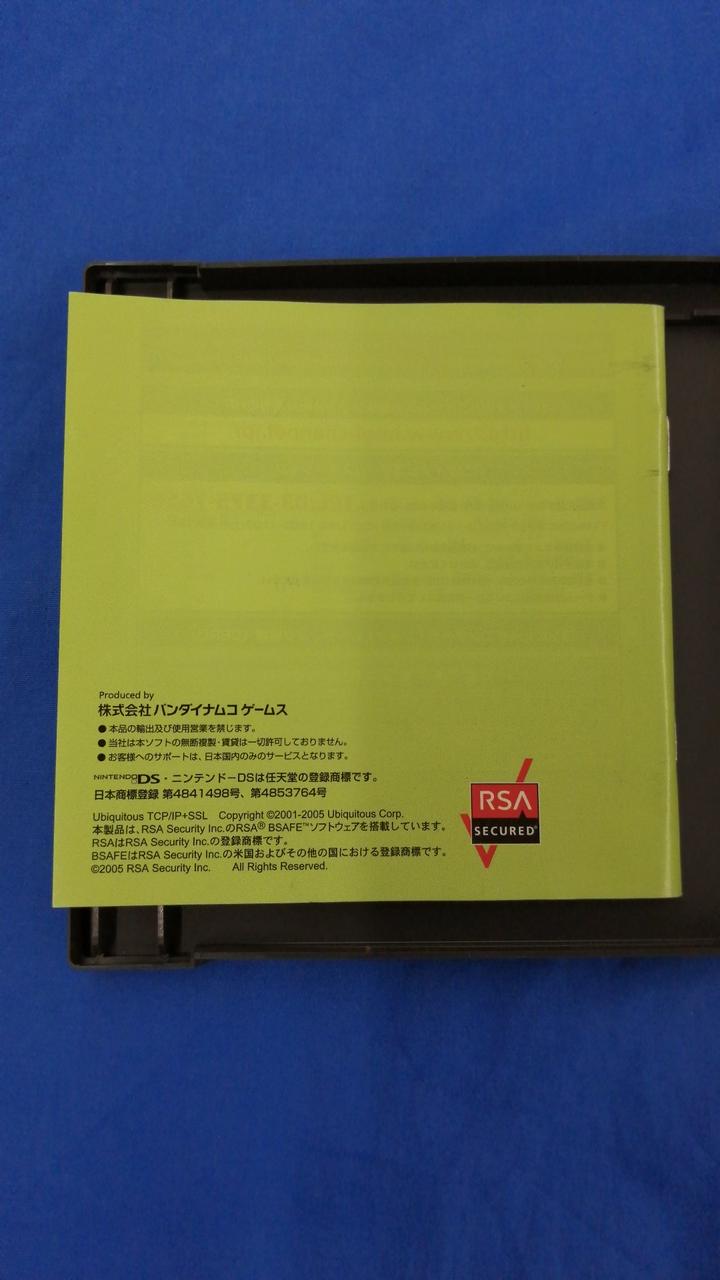 Produced by
株式会社 バンダイナムコ ゲームス
● 本品の輸出及び使用営業を禁じます。
● 当社は本ソフトの無断複製・賃貸は一切許可しておりません。
● お客様へのサポートは、日本国内のみのサービスとなります。
NINTENDO DS・ニンテンドーDSは任天堂の登録商標です。
日本商標登録 第4841498号、第4853764号
Ubiquitous TCP/IP+SSL Copyright ©2001-2005 Ubiquitous Corp.
本製品は、RSA Security Inc.のRSA® BSAFE™ソフトウェアを搭載しています。
RSAはRSA Security Inc.の登録商標です。
BSAFEはRSA Security Inc.の米国およびその他の国における登録商標です。
©2005 RSA Security Inc. All Rights Reserved.
RSA
SECURED®